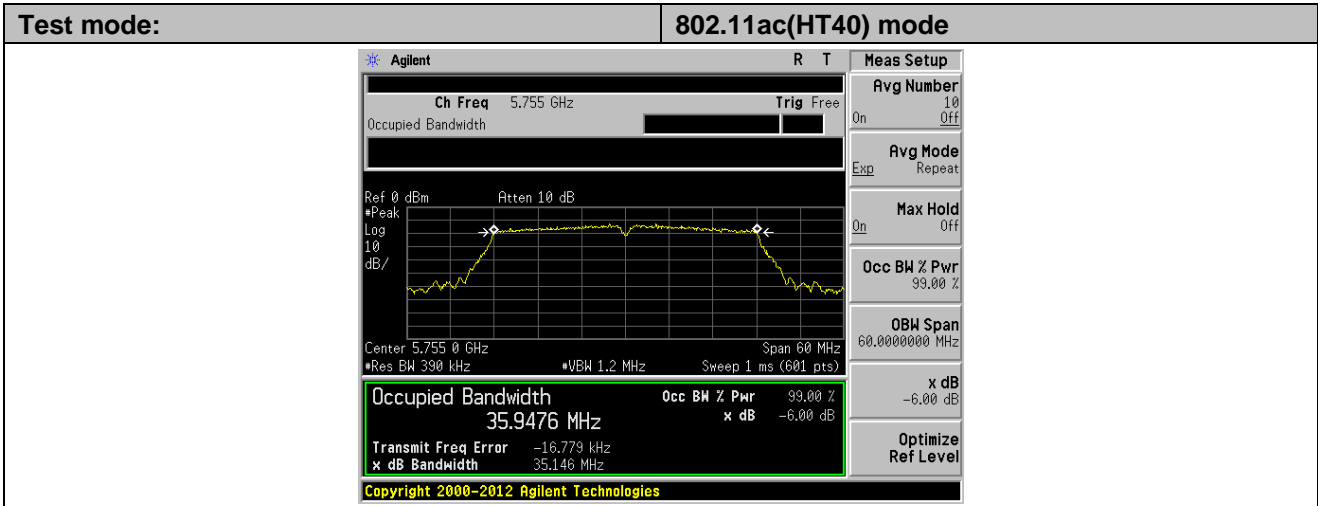 Test mode: 802.11ac(HT40) mode
Agilent R T Meas Setup
Ch Freq 5.755 GHz Trig Free
Occupied Bandwidth
Avg Number
10
On Off
Avg Mode
Exp Repeat
Ref 0 dBm Atten 10 dB
#Peak
Log
10
dB/
Max Hold
On Off
Occ BW % Pwr
99.00 %
OBW Span
60.0000000 MHz
Center 5.755 0 GHz Span 60 MHz
#Res BW 390 kHz #VBW 1.2 MHz Sweep 1 ms (601 pts)
Occupied Bandwidth Occ BW % Pwr 99.00 %
35.9476 MHz x dB -6.00 dB
Transmit Freq Error -16.779 kHz
x dB Bandwidth 35.146 MHz
x dB
-6.00 dB
Optimize
Ref Level
Copyright 2000-2012 Agilent Technologies